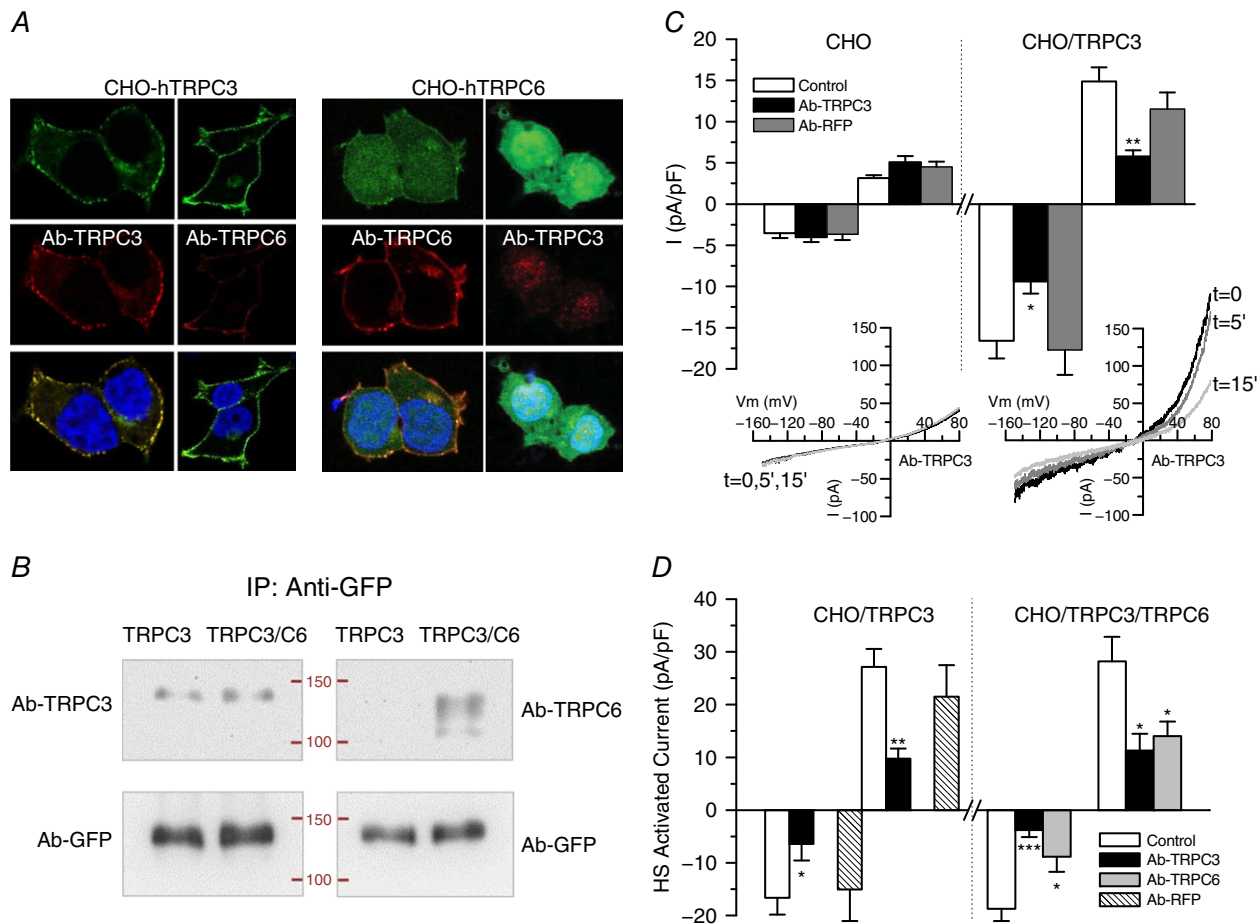 A
CHO-hTRPC3
CHO-hTRPC6
Ab-TRPC3
Ab-TRPC6
Ab-TRPC6
Ab-TRPC3
B
IP: Anti-GFP
TRPC3
TRPC3/C6
TRPC3
TRPC3/C6
Ab-TRPC3
150
100
Ab-TRPC6
Ab-GFP
150
100
Ab-GFP
C
CHO
CHO/TRPC3
Control
Ab-TRPC3
Ab-RFP
I (pA/pF)
20
15
10
5
0
−5
−10
−15
−20
**
*
Vm (mV)
−160
−120
−80
−40
40
80
150
100
50
−50
−100
I (pA)
Ab-TRPC3
t=0,5',15'
Vm (mV)
−160
−120
−80
−40
40
80
150
100
50
−50
−100
I (pA)
Ab-TRPC3
t=0
t=5'
t=15'
D
CHO/TRPC3
CHO/TRPC3/TRPC6
HS Activated Current (pA/pF)
40
30
20
10
0
−10
−20
*
**
***
*
*
*
Control
Ab-TRPC3
Ab-TRPC6
Ab-RFP